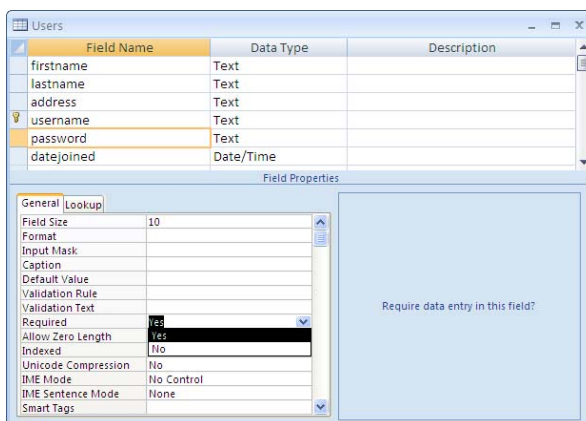 Users
Field Name Data Type Description
firstname Text
lastname Text
address Text
username Text
password Text
datejoined Date/Time
Field Properties
General Lookup
Field Size 10
Format
Input Mask
Caption
Default Value
Validation Rule
Validation Text
Required Yes
Allow Zero Length Yes
Indexed No
Unicode Compression No
IME Mode No Control
IME Sentence Mode None
Smart Tags
Require data entry in this field?